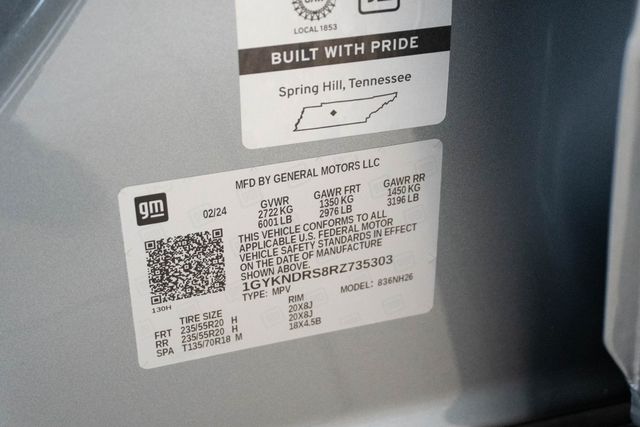 LOCAL 1853
BUILT WITH PRIDE
Spring Hill, Tennessee
MFD BY GENERAL MOTORS LLC
gm
02/24
GVWR GAWR FRT GAWR RR
2722 KG 1350 KG 1450 KG
6001 LB 2976 LB 3196 LB
THIS VEHICLE CONFORMS TO ALL
APPLICABLE U.S. FEDERAL MOTOR
VEHICLE SAFETY STANDARDS IN EFFECT
ON THE DATE OF MANUFACTURE
SHOWN ABOVE.
1GYKNDRS8RZ735303
TYPE: MPV MODEL: 836NH26
130H
TIRE SIZE RIM
FRT 235/55R20 H 20X8J
RR 235/55R20 H 20X8J
SPA T135/70R18 M 18X4.5B